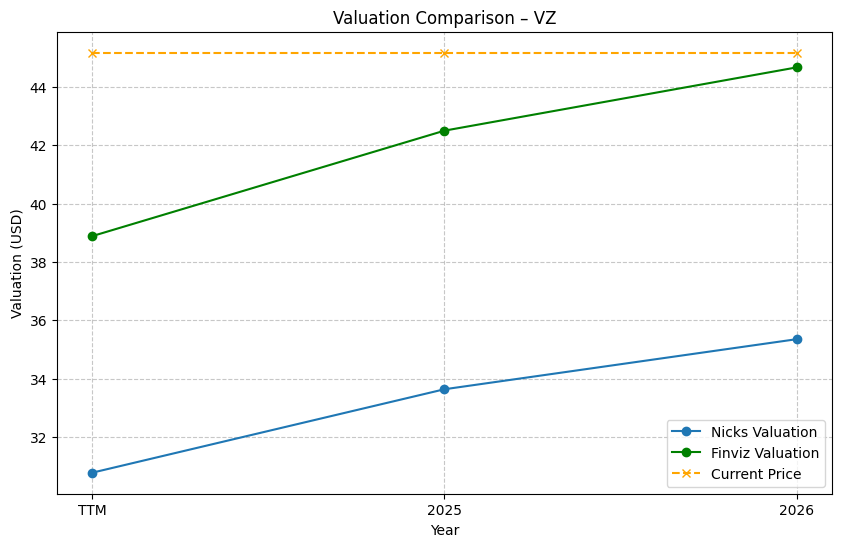 Valuation Comparison – VZ
Valuation (USD)
44
42
40
38
36
34
32
TTM
2025
2026
Year
Nicks Valuation
Finviz Valuation
Current Price